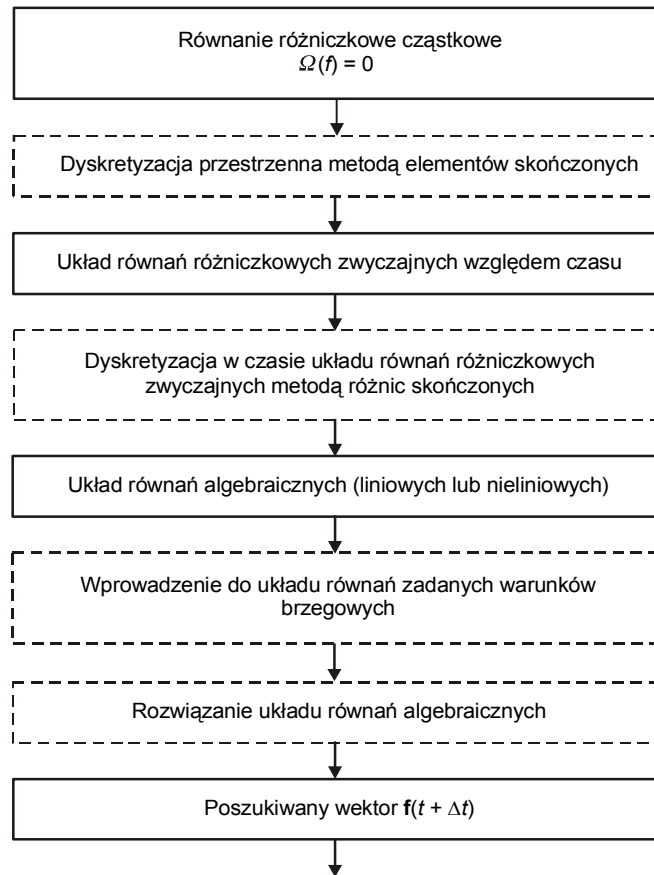 Równanie różniczkowe cząstkowe
Ω(f) = 0
Dyskretyzacja przestrzenna metodą elementów skończonych
Układ równań różniczkowych zwyczajnych względem czasu
Dyskretyzacja w czasie układu równań różniczkowych
zwyczajnych metodą różnic skończonych
Układ równań algebraicznych (liniowych lub nieliniowych)
Wprowadzenie do układu równań zadanych warunków
brzegowych
Rozwiązanie układu równań algebraicznych
Poszukiwany wektor f(t + Δt)